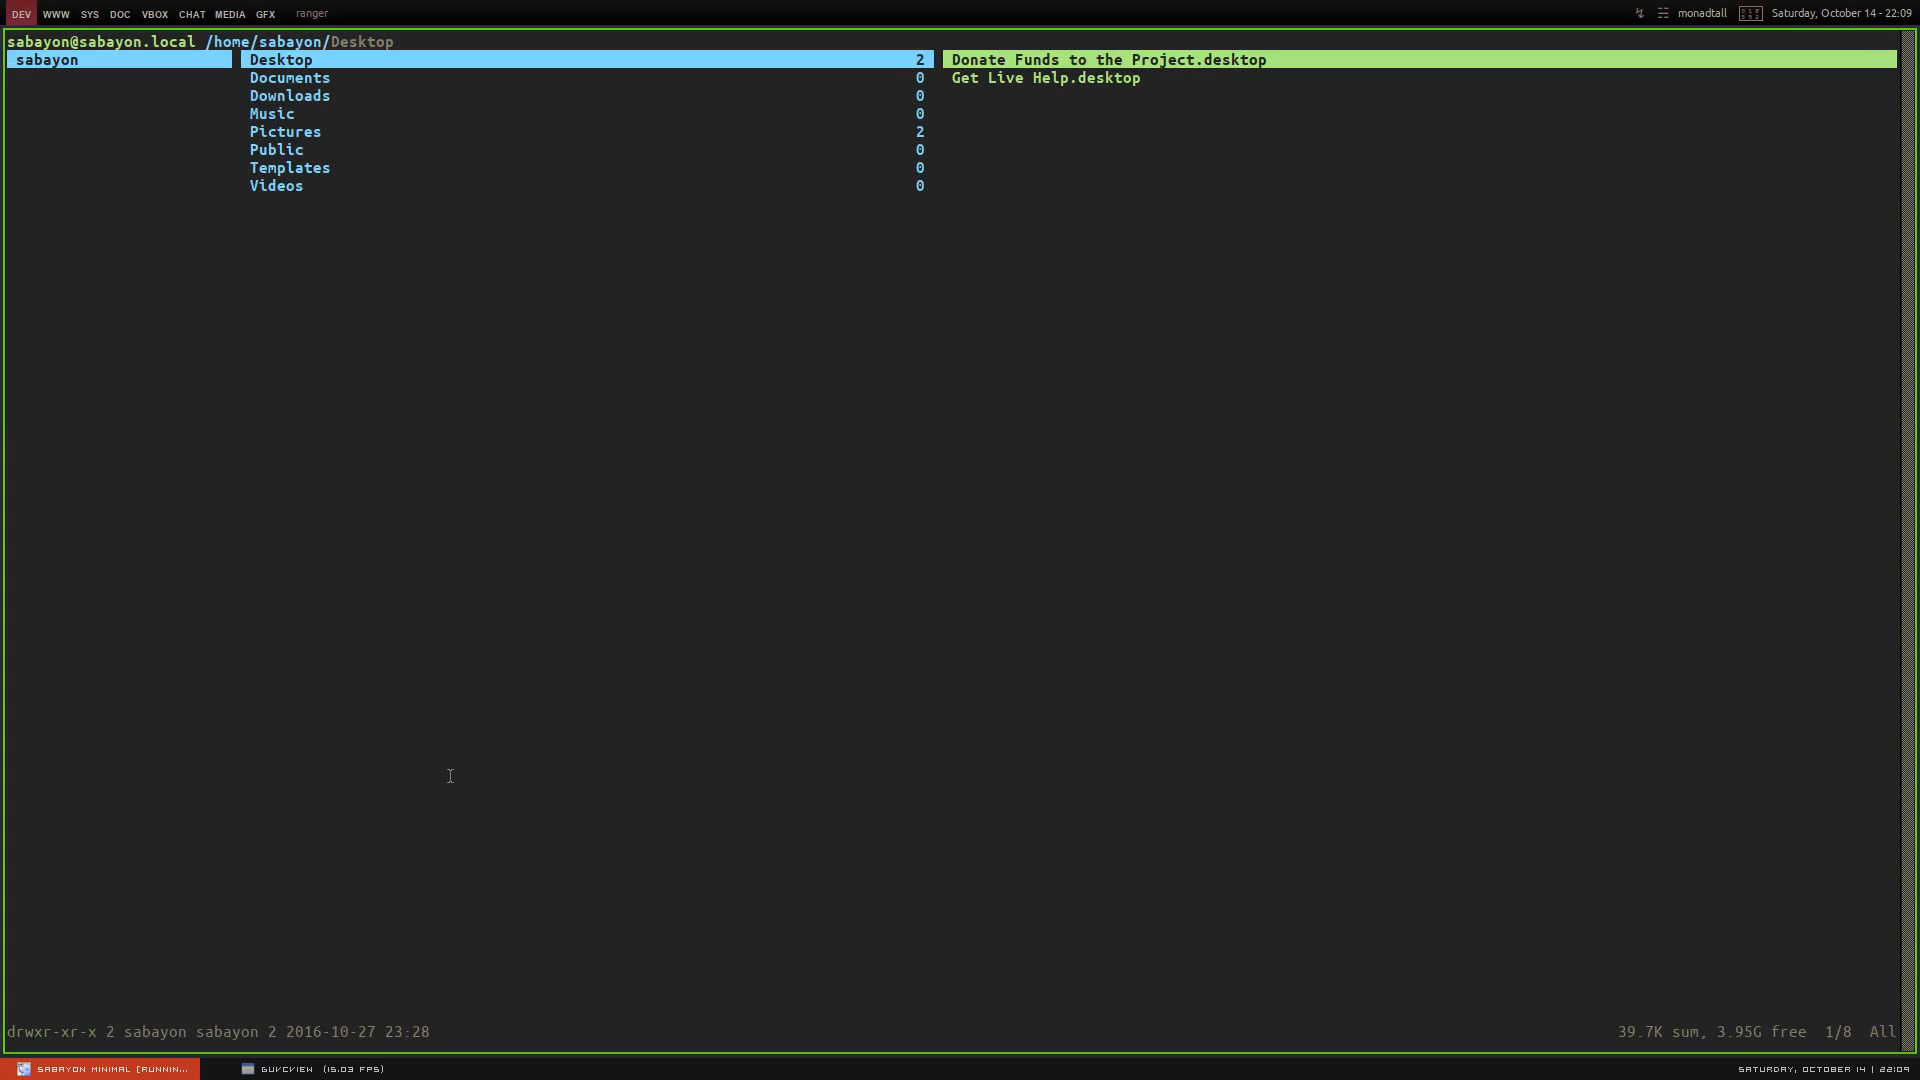 DEV WWW SYS DOC VBOX CHAT MEDIA GFX ranger monadtall Saturday, October 14 - 22:09
sabayon@sabayon.local /home/sabayon/Desktop
sabayon Desktop 2 Donate Funds to the Project.desktop
Documents 0 Get Live Help.desktop
Downloads 0
Music 0
Pictures 2
Public 0
Templates 0
Videos 0
drwxr-xr-x 2 sabayon sabayon 2 2016-10-27 23:28 39.7K sum, 3.95G free 1/8 All
SABAYON MINIMAL [RUNNIN... GUVCVIEW (15.03 FPS) SATURDAY, OCTOBER 14 | 22:09